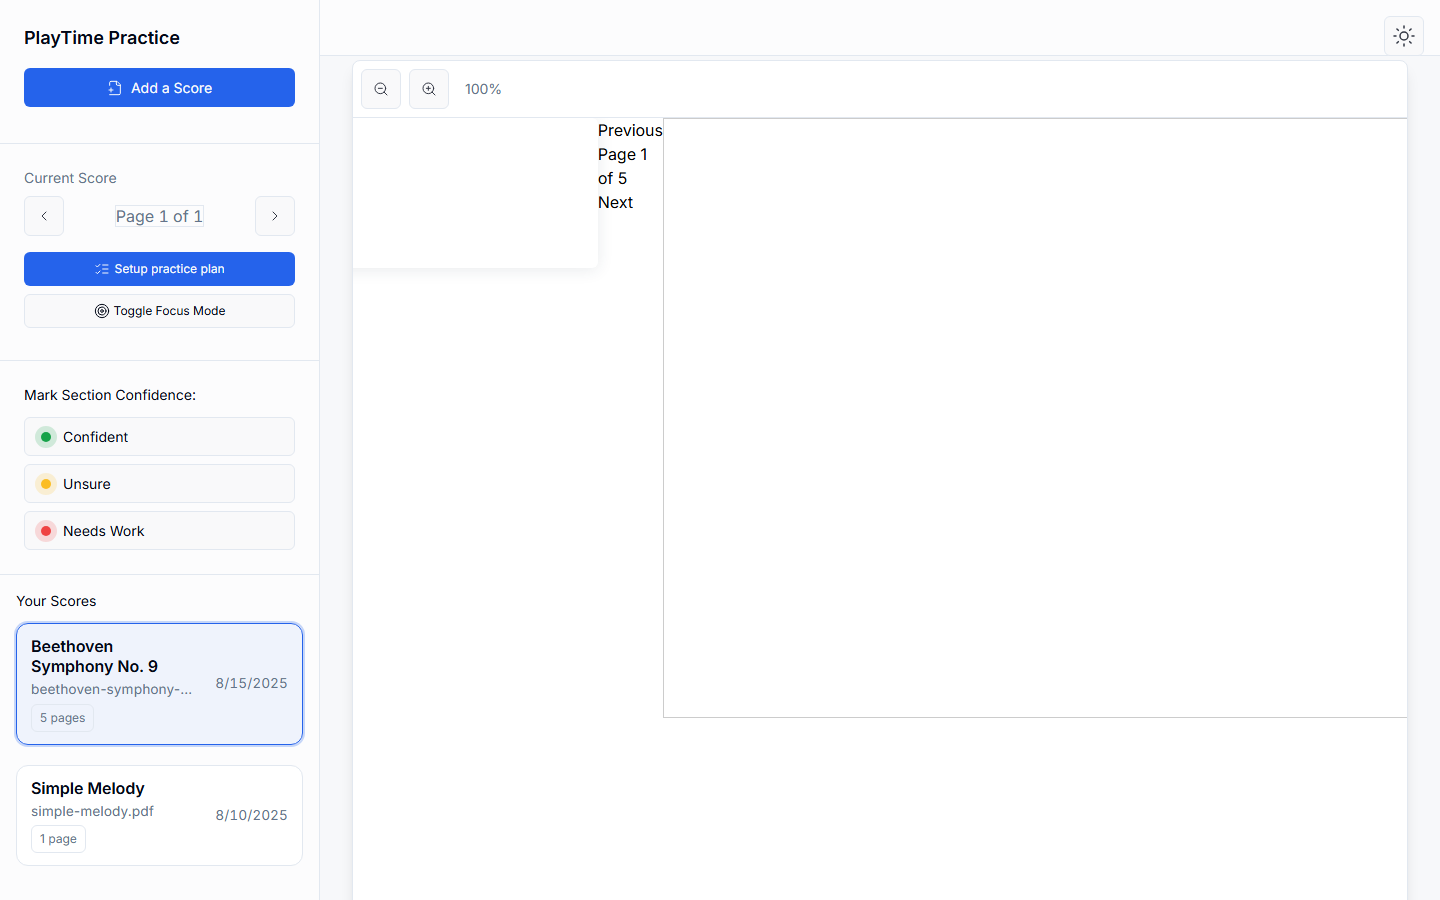 PlayTime Practice
Add a Score
Current Score
Page 1 of 1
Setup practice plan
Toggle Focus Mode
Mark Section Confidence:
Confident
Unsure
Needs Work
Your Scores
Beethoven
Symphony No. 9
beethoven-symphony-...
8/15/2025
5 pages
Simple Melody
simple-melody.pdf
8/10/2025
1 page
100%
Previous
Page 1
of 5
Next